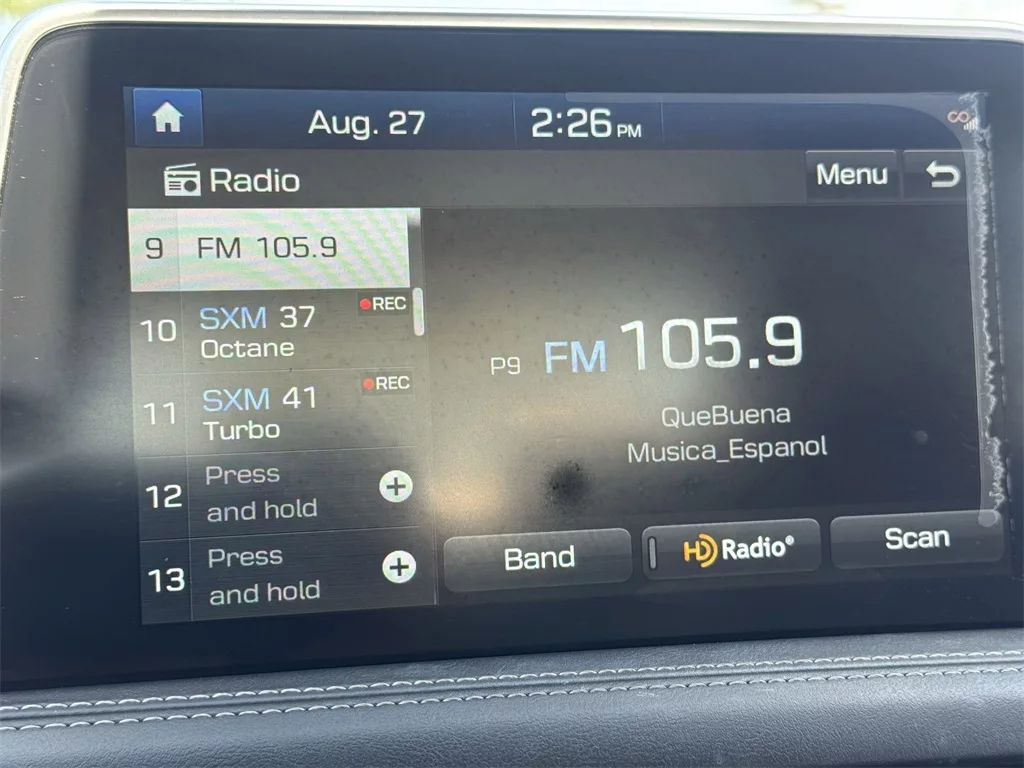 Aug. 27
2:26 PM
Radio
Menu
9 FM 105.9
10 SXM 37 REC
Octane
11 SXM 41 REC
Turbo
12 Press
and hold
13 Press
and hold
P9 FM 105.9
QueBuena
Musica_Espanol
Band
HD Radio®
Scan